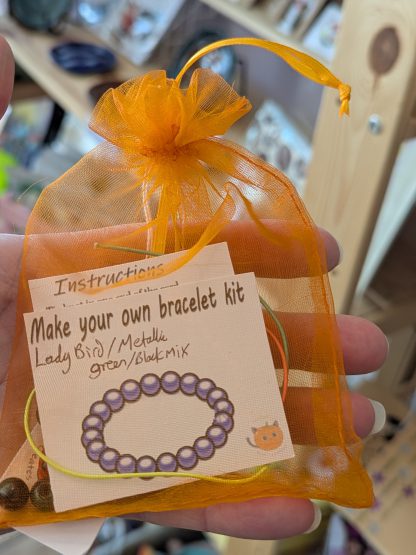 Instructions
Make your own bracelet kit
Lady Bird/Metallic
green/Black mix